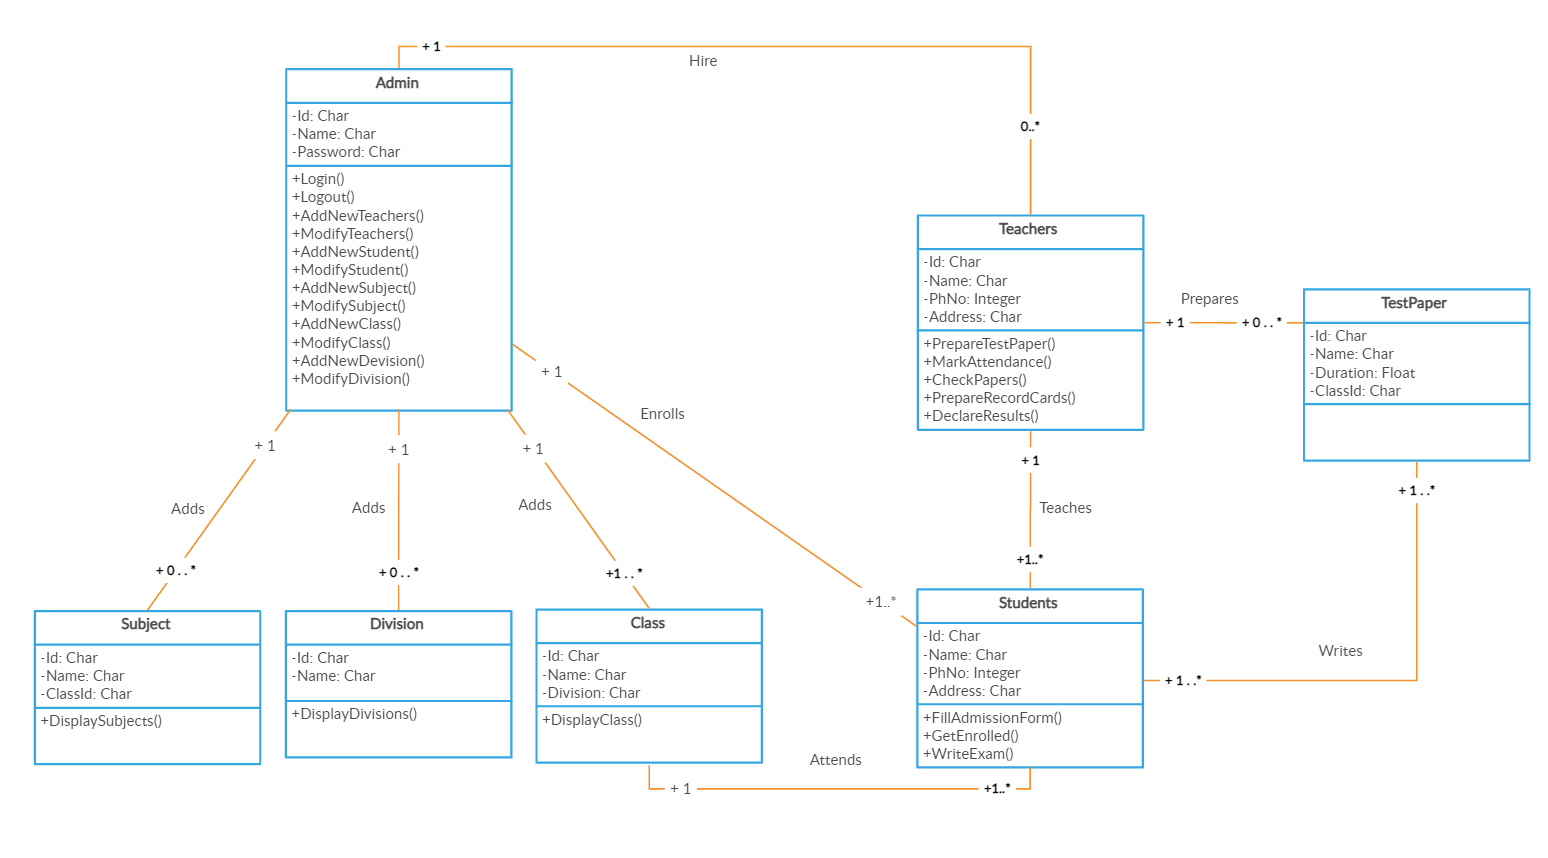 + 1
Hire
0..*
Admin
-Id: Char
-Name: Char
-Password: Char
+Login()
+Logout()
+AddNewTeachers()
+ModifyTeachers()
+AddNewStudent()
+ModifyStudent()
+AddNewSubject()
+ModifySubject()
+AddNewClass()
+ModifyClass()
+AddNewDevision()
+ModifyDivision()
Teachers
-Id: Char
-Name: Char
-PhNo: Integer
-Address: Char
+PrepareTestPaper()
+MarkAttendance()
+CheckPapers()
+PrepareRecordCards()
+DeclareResults()
Prepares
+ 1
+ 0 . . *
TestPaper
-Id: Char
-Name: Char
-Duration: Float
-ClassId: Char
+ 1
Enrolls
+1..*
+ 1
Adds
+ 0 . . *
+ 1
Adds
+ 0 . . *
+ 1
Adds
+1 . . *
+ 1
Teaches
+1..*
+ 1 . . *
Writes
+ 1 . . *
Subject
-Id: Char
-Name: Char
-ClassId: Char
+DisplaySubjects()
Division
-Id: Char
-Name: Char
+DisplayDivisions()
Class
-Id: Char
-Name: Char
-Division: Char
+DisplayClass()
Students
-Id: Char
-Name: Char
-PhNo: Integer
-Address: Char
+FillAdmissionForm()
+GetEnrolled()
+WriteExam()
Attends
+ 1
+1..*